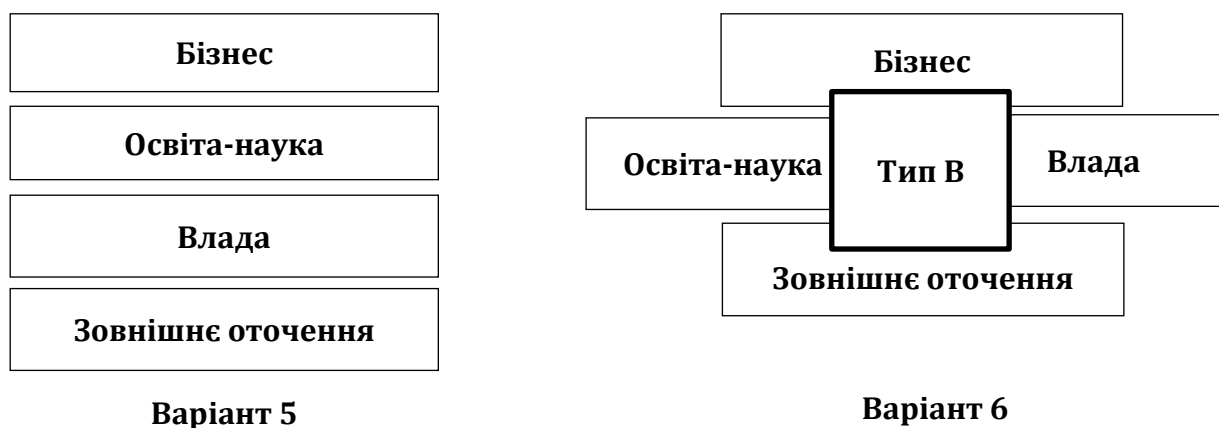 Бізнес
Освіта-наука
Влада
Зовнішнє оточення
Варіант 5
Бізнес
Освіта-наука
Тип В
Влада
Зовнішнє оточення
Варіант 6